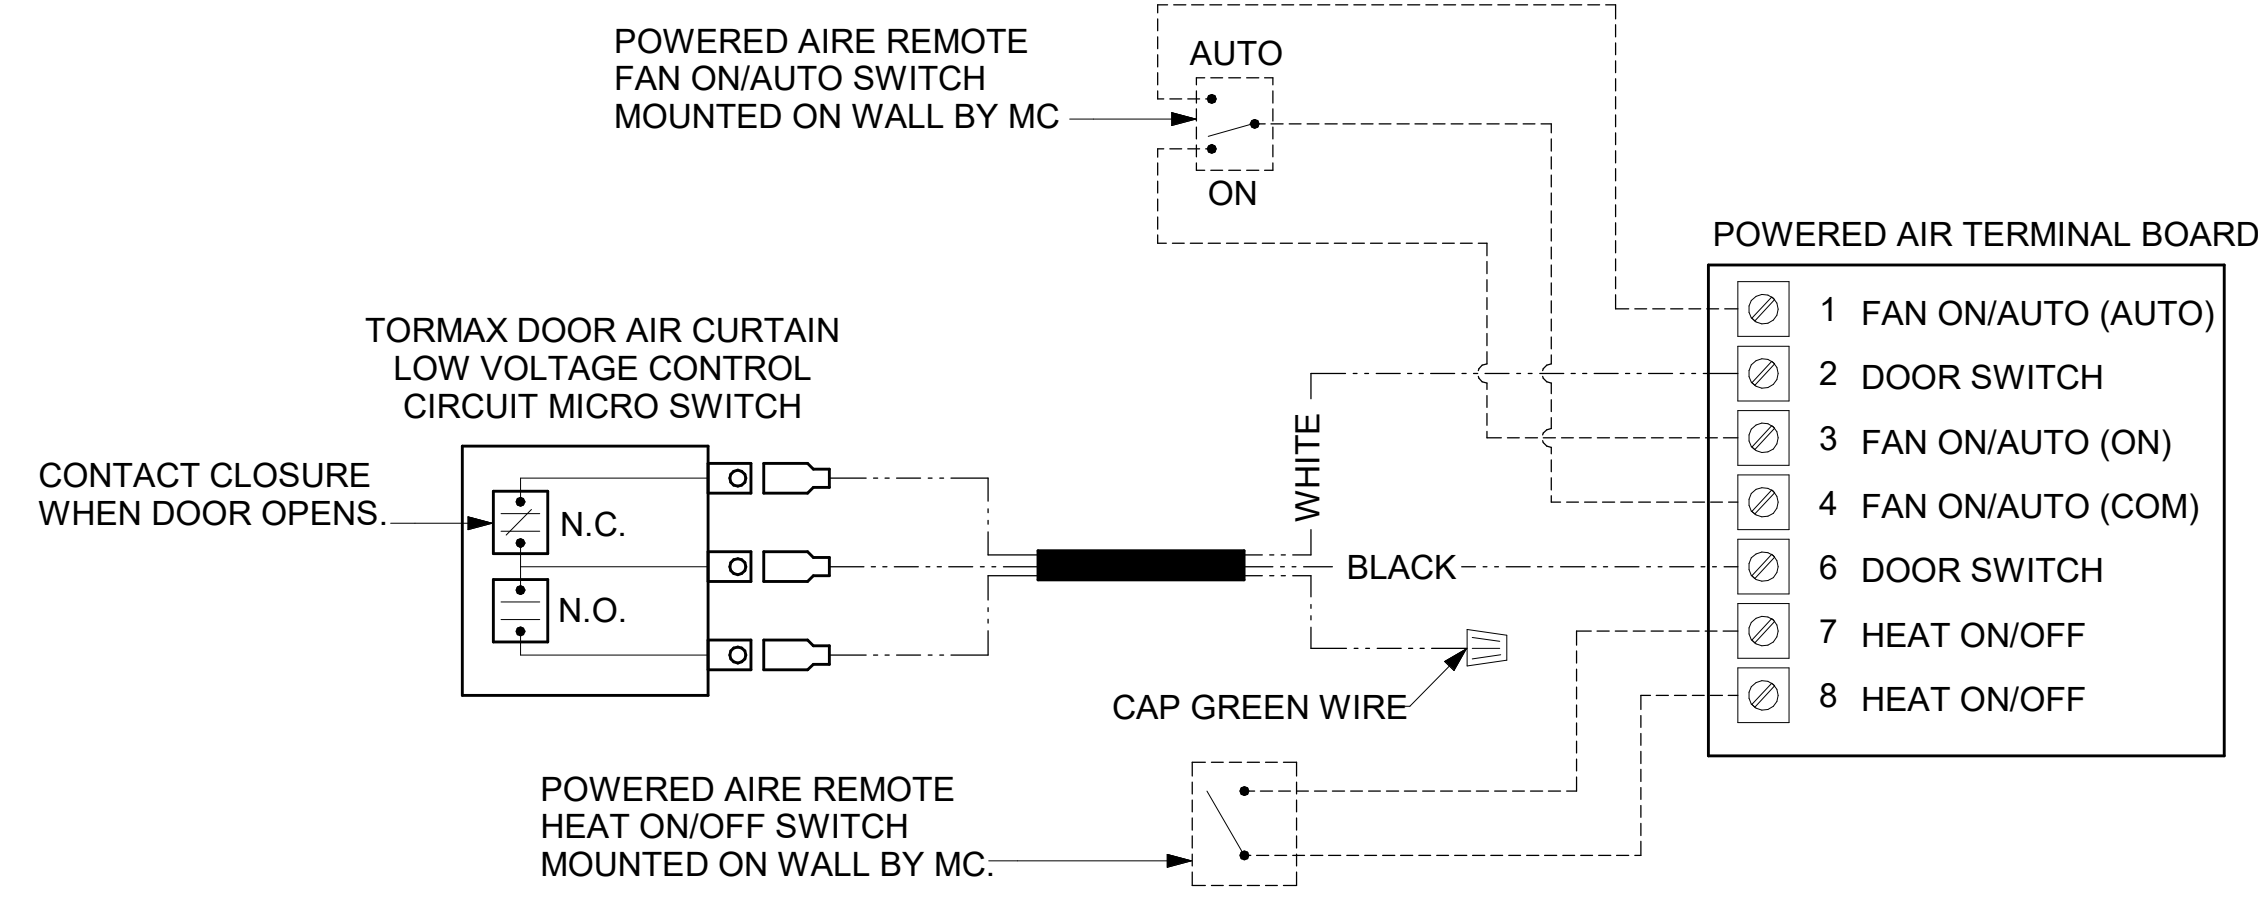 POWERED AIRE REMOTE
FAN ON/AUTO SWITCH
MOUNTED ON WALL BY MC
AUTO
ON
POWERED AIR TERMINAL BOARD
1 FAN ON/AUTO (AUTO)
2 DOOR SWITCH
3 FAN ON/AUTO (ON)
4 FAN ON/AUTO (COM)
6 DOOR SWITCH
7 HEAT ON/OFF
8 HEAT ON/OFF
TORMAX DOOR AIR CURTAIN
LOW VOLTAGE CONTROL
CIRCUIT MICRO SWITCH
CONTACT CLOSURE
WHEN DOOR OPENS.
N.C.
N.O.
WHITE
BLACK
CAP GREEN WIRE
POWERED AIRE REMOTE
HEAT ON/OFF SWITCH
MOUNTED ON WALL BY MC.